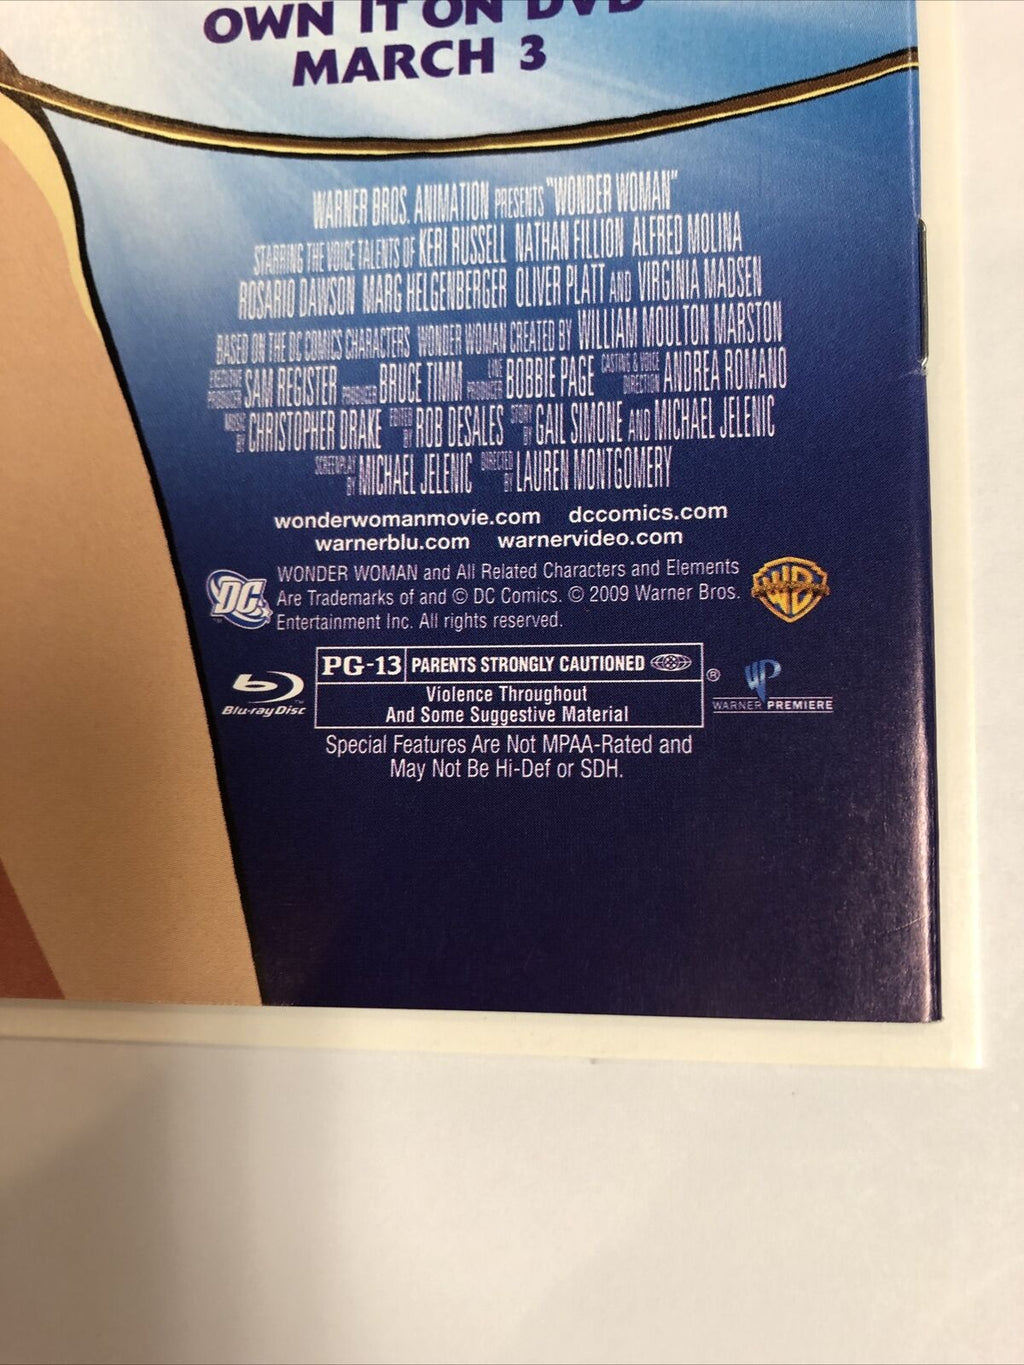 OWN IT ON DVD
MARCH 3
WARNER BROS. ANIMATION PRESENTS "WONDER WOMAN"
STARRING THE VOICE TALENTS OF KERI RUSSELL NATHAN FILLION ALFRED MOLINA
ROSARIO DAWSON MARG HELGENBERGER OLIVER PLATT AND VIRGINIA MADSEN
BASED ON THE DC COMICS CHARACTERS WONDER WOMAN CREATED BY WILLIAM MOULTON MARSTON
EXECUTIVE PRODUCER SAM REGISTER PRODUCER BRUCE TIMM LINE PRODUCER BOBBIE PAGE CASTING & VOICE DIRECTION ANDREA ROMANO
MUSIC BY CHRISTOPHER DRAKE EDITED BY ROB DESALES STORY BY GAIL SIMONE AND MICHAEL JELENIC
SCREENPLAY BY MICHAEL JELENIC DIRECTED BY LAUREN MONTGOMERY
wonderwomanmovie.com dccomics.com
warnerblu.com warnervideo.com
DC WONDER WOMAN and All Related Characters and Elements
Are Trademarks of and © DC Comics. © 2009 Warner Bros.
Entertainment Inc. All rights reserved.
WB
PG-13 PARENTS STRONGLY CAUTIONED ®
Violence Throughout
And Some Suggestive Material
Blu-ray Disc™
WP WARNER PREMIERE
Special Features Are Not MPAA-Rated and
May Not Be Hi-Def or SDH.